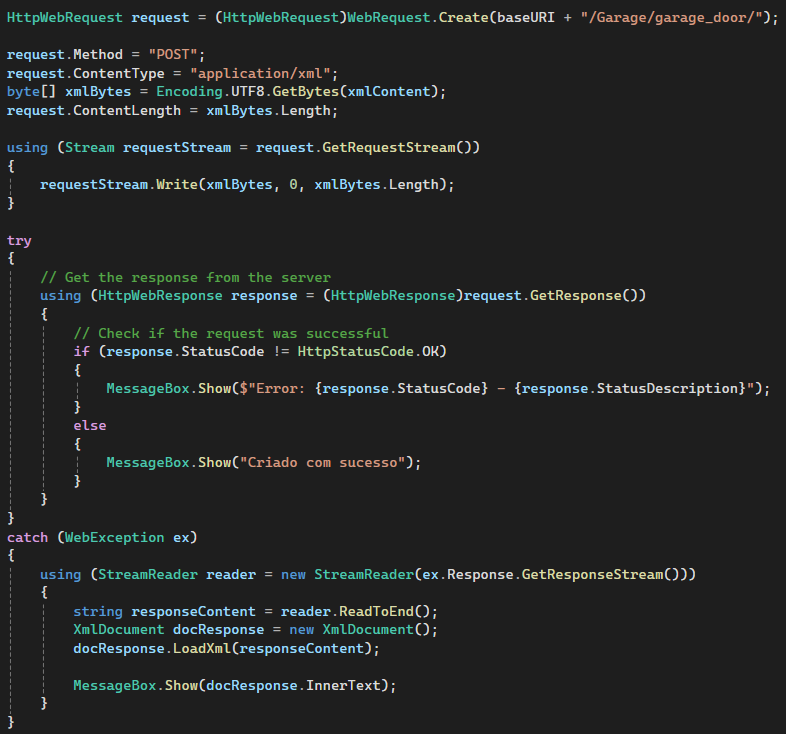 HttpWebRequest request = (HttpWebRequest)WebRequest.Create(baseURI + "/Garage/garage_door/");

request.Method = "POST";
request.ContentType = "application/xml";
byte[] xmlBytes = Encoding.UTF8.GetBytes(xmlContent);
request.ContentLength = xmlBytes.Length;

using (Stream requestStream = request.GetRequestStream())
{
    requestStream.Write(xmlBytes, 0, xmlBytes.Length);
}

try
{
    // Get the response from the server
    using (HttpWebResponse response = (HttpWebResponse)request.GetResponse())
    {
        // Check if the request was successful
        if (response.StatusCode != HttpStatusCode.OK)
        {
            MessageBox.Show($"Error: {response.StatusCode} - {response.StatusDescription}");
        }
        else
        {
            MessageBox.Show("Criado com sucesso");
        }
    }
}
catch (WebException ex)
{
    using (StreamReader reader = new StreamReader(ex.Response.GetResponseStream()))
    {
        string responseContent = reader.ReadToEnd();
        XmlDocument docResponse = new XmlDocument();
        docResponse.LoadXml(responseContent);

        MessageBox.Show(docResponse.InnerText);
    }
}